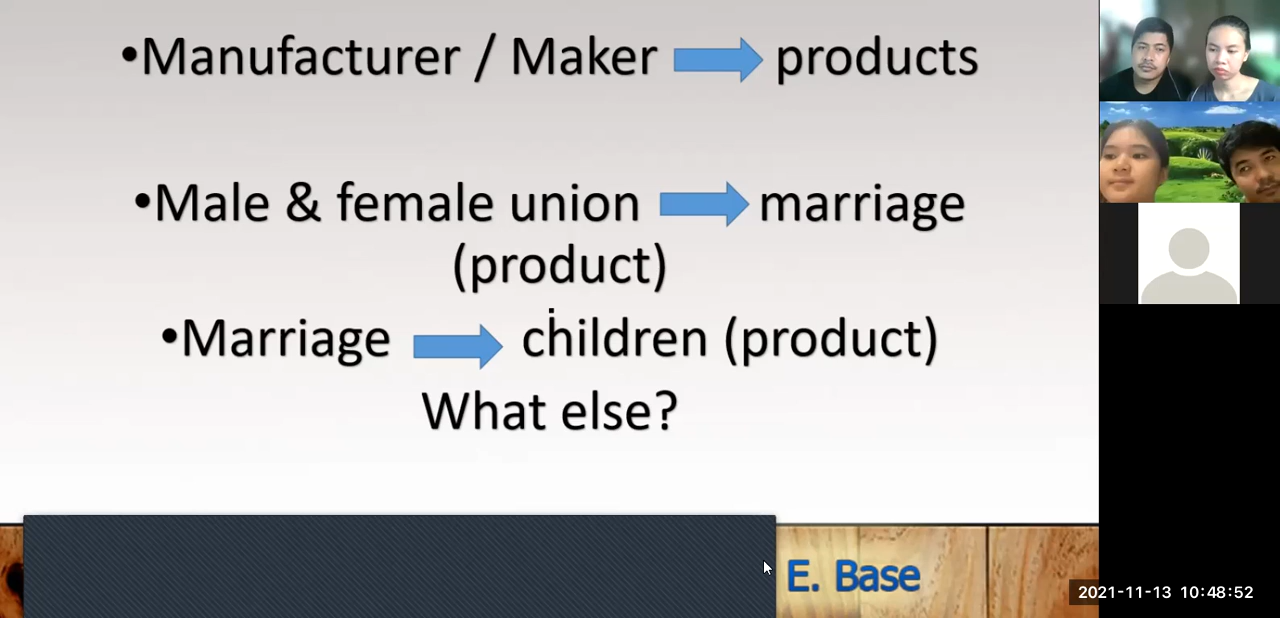 •Manufacturer / Maker products
•Male & female union marriage
(product)
•Marriage children (product)
What else?
E. Base
2021-11-13 10:48:52